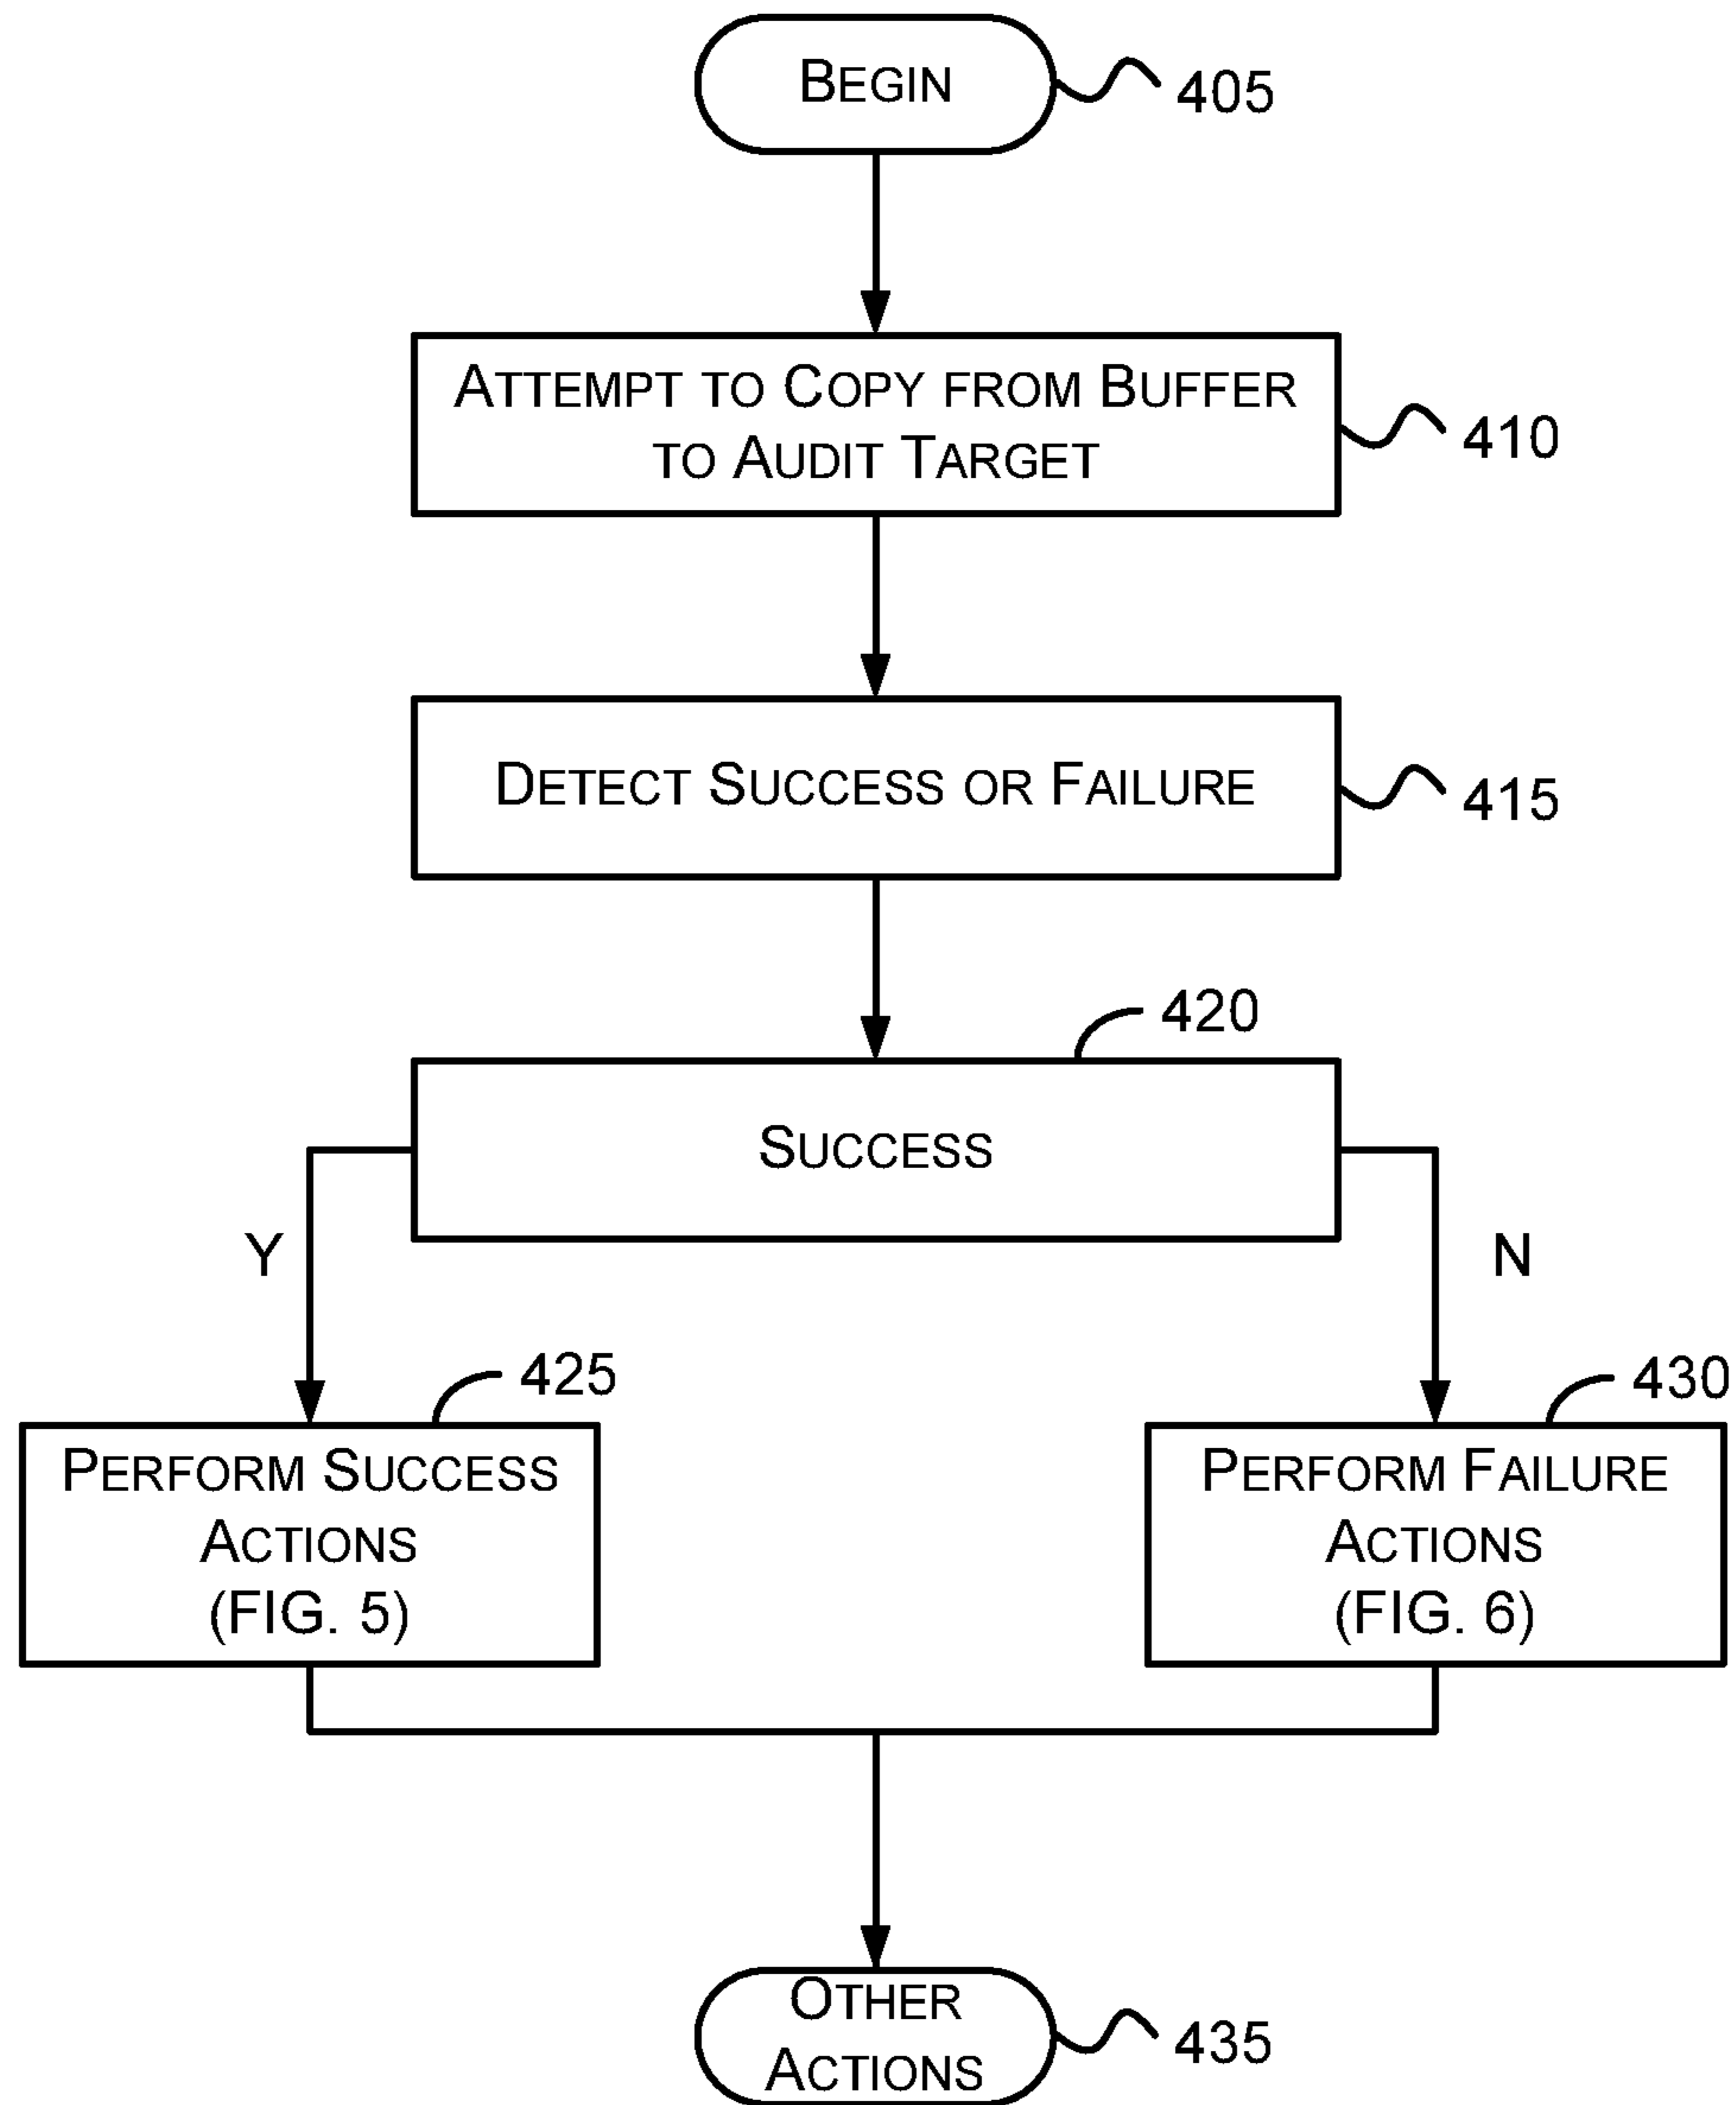 BEGIN
405
ATTEMPT TO COPY FROM BUFFER
TO AUDIT TARGET
410
DETECT SUCCESS OR FAILURE
415
420
SUCCESS
Y
N
425
430
PERFORM SUCCESS
ACTIONS
(FIG. 5)
PERFORM FAILURE
ACTIONS
(FIG. 6)
OTHER
ACTIONS
435